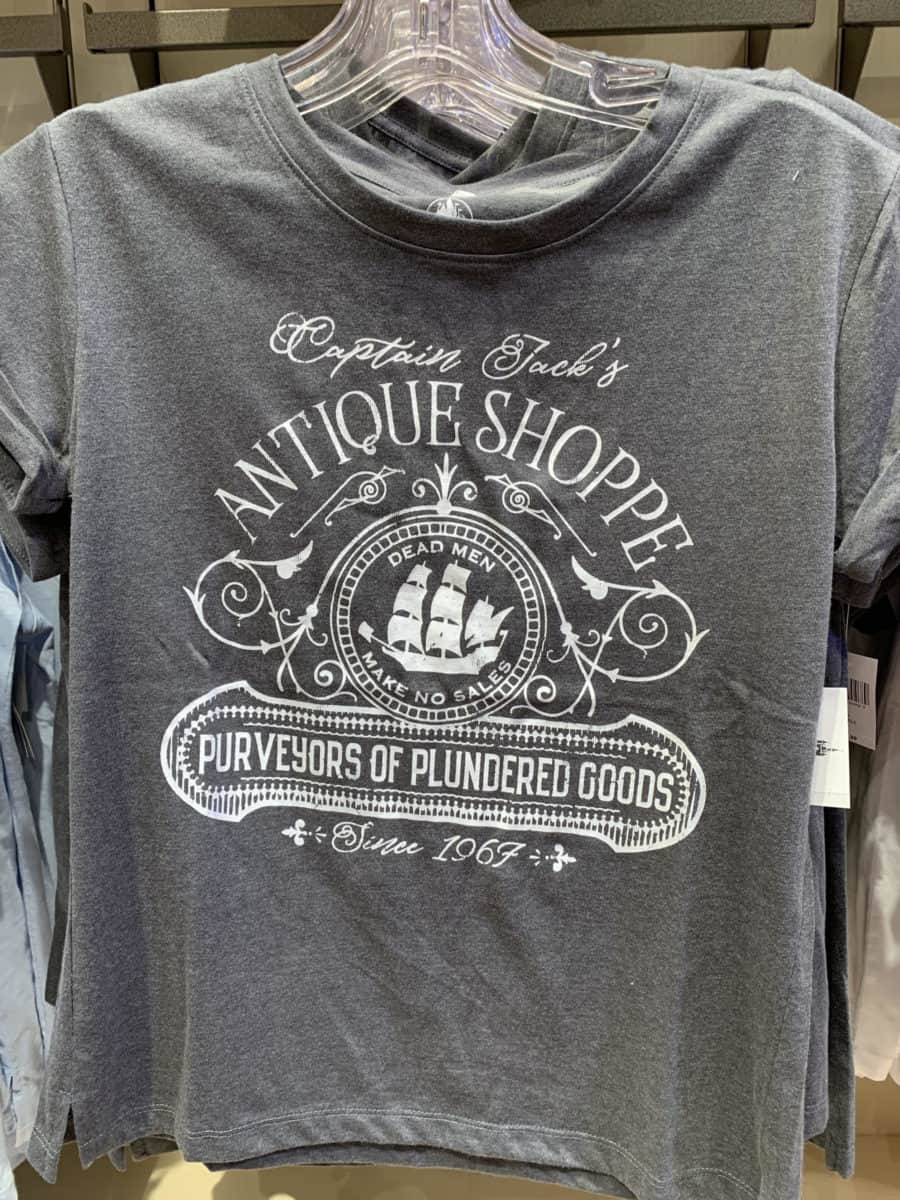 Captain Jack's
ANTIQUE SHOPPE
DEAD MEN
MAKE NO SALES
PURVEYORS OF PLUNDERED GOODS
Since 1967